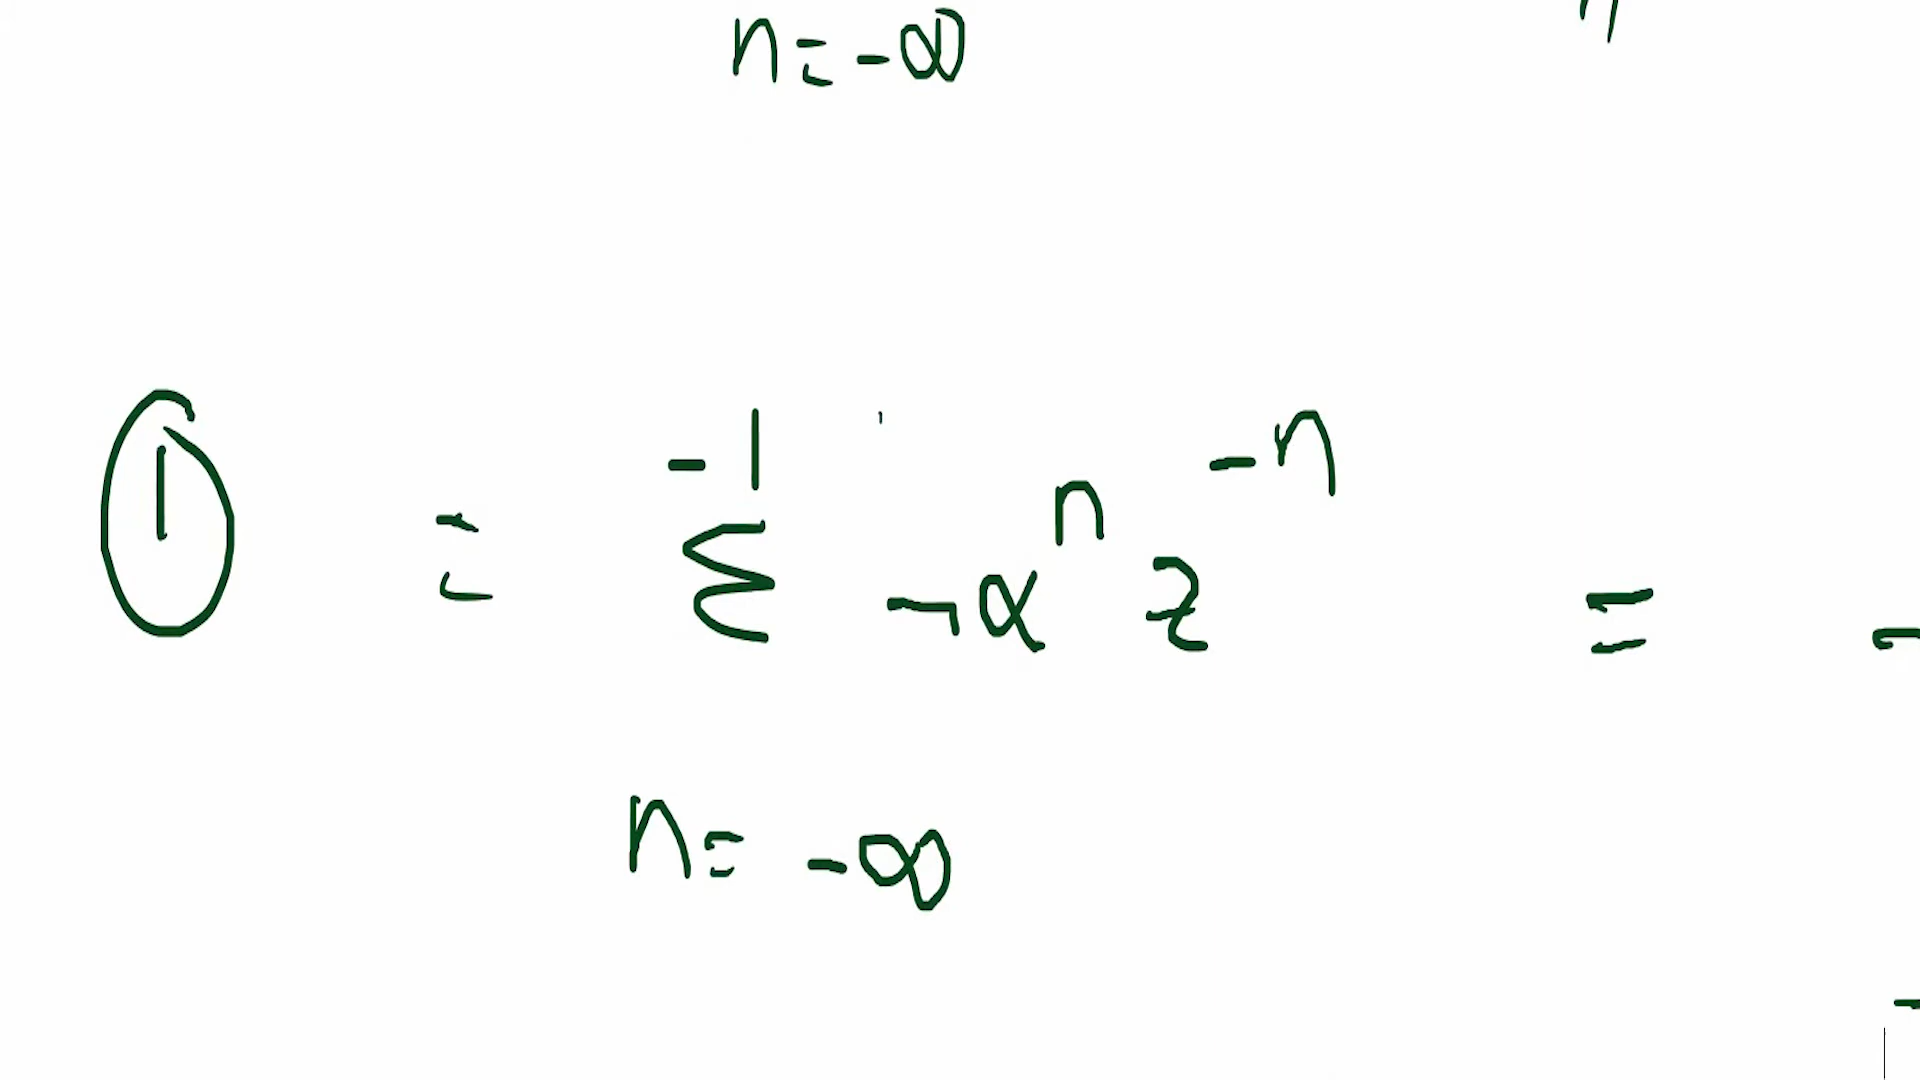 n = -∞
-1
① = Σ -α^n z^-n =
n = -∞